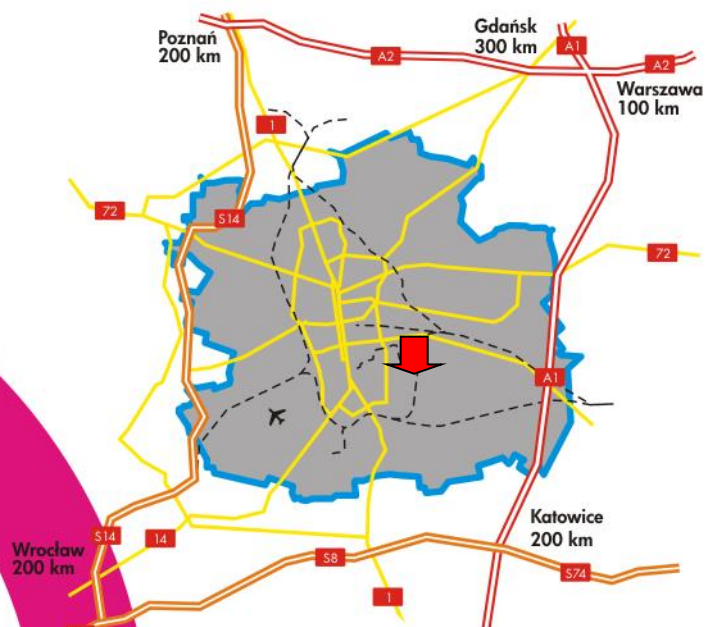 Poznań
200 km
Gdańsk
300 km
A1
A2
A2
Warszawa
100 km
1
72
S14
72
A1
S14
14
Wrocław
200 km
Katowice
200 km
S8
S74
1